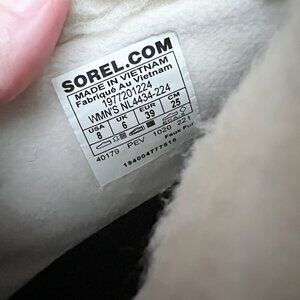 SOREL.COM
MADE IN VIETNAM
Fabriqué Au Vietnam
1977201224
WMN'S NL4434-224
USA UK EUR CM
8 6 39 25
40179 PEV 1020 221
Faux Fur
194004777616